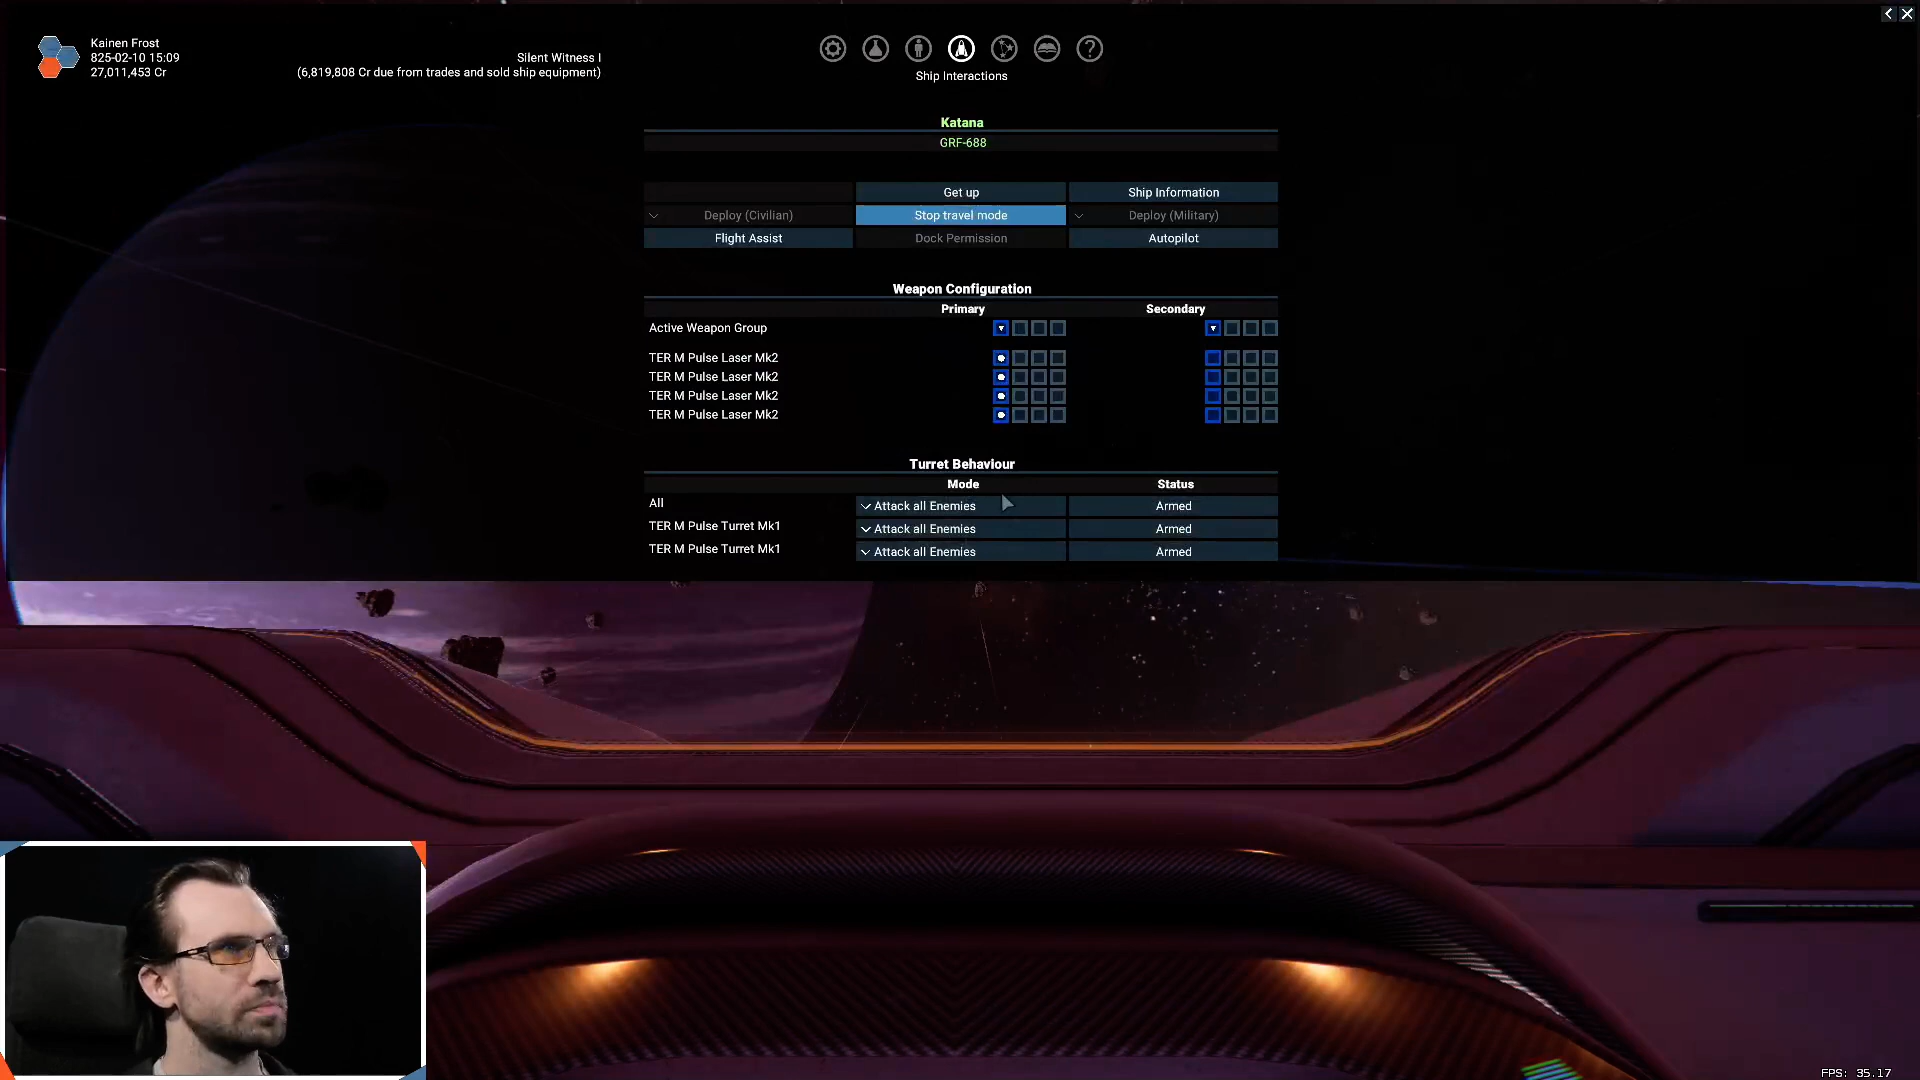 Kainen Frost
825-02-10 15:09
27,011,453 Cr
Silent Witness I
(6,819,808 Cr due from trades and sold ship equipment)
?
Ship Interactions
Katana
GRF-688
Get up
Ship Information
Deploy (Civilian)
Stop travel mode
Deploy (Military)
Flight Assist
Dock Permission
Autopilot
Weapon Configuration
Primary
Secondary
Active Weapon Group
TER M Pulse Laser Mk2
TER M Pulse Laser Mk2
TER M Pulse Laser Mk2
TER M Pulse Laser Mk2
Turret Behaviour
Mode
Status
All
Attack all Enemies
Armed
TER M Pulse Turret Mk1
Attack all Enemies
Armed
TER M Pulse Turret Mk1
Attack all Enemies
Armed
FPS: 35.17